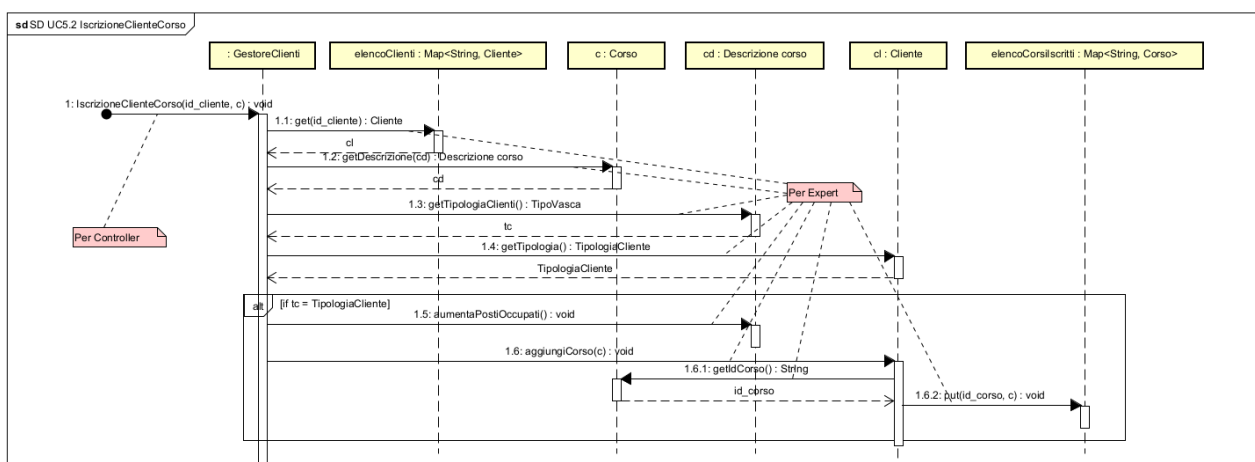 sd SD UC5.2 IscrizioneClienteCorso
: GestoreClienti
elencoClienti : Map<String, Cliente>
c : Corso
cd : Descrizione corso
cl : Cliente
elencoCorsiIscritti : Map<String, Corso>
1: IscrizioneClienteCorso(id_cliente, c) : void
1.1: get(id_cliente) : Cliente
cl
1.2: getDescrizione(cd) : Descrizione corso
cd
Per Expert
1.3: getTipologiaClienti() : TipoVasca
tc
Per Controller
1.4: getTipologia() : TipologiaCliente
TipologiaCliente
alt
[if tc = TipologiaCliente]
1.5: aumentaPostiOccupati() : void
1.6: aggiungiCorso(c) : void
1.6.1: getIdCorso() : String
id_corso
1.6.2: put(id_corso, c) : void